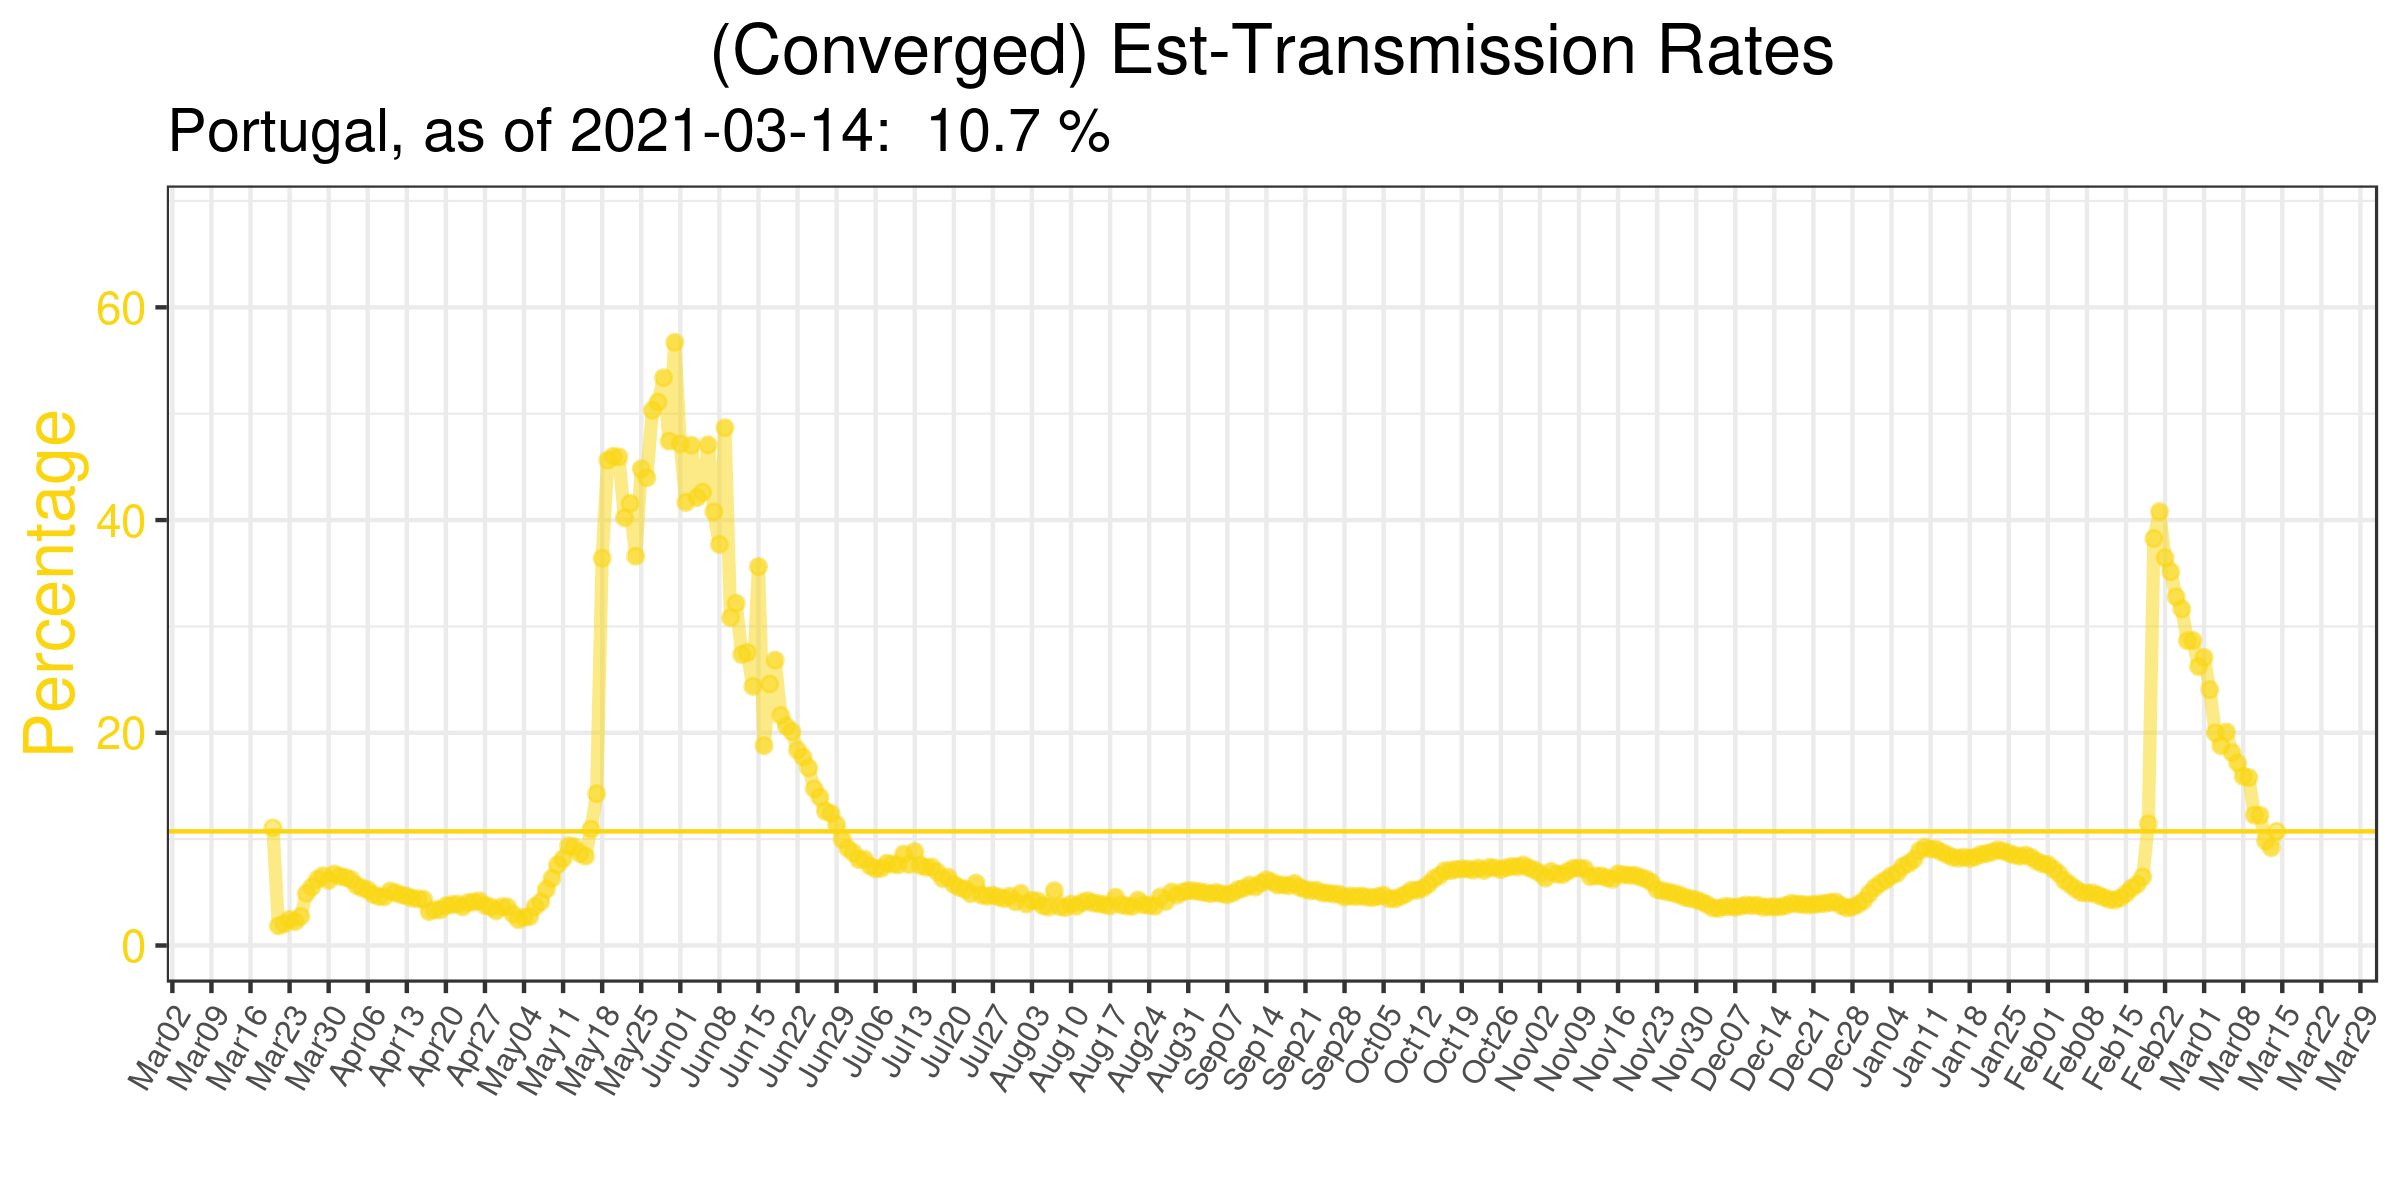 (Converged) Est-Transmission Rates
Portugal, as of 2021-03-14:  10.7 %
Percentage
60
40
20
0
Mar02 Mar09 Mar16 Mar23 Mar30 Apr06 Apr13 Apr20 Apr27 May04 May11 May18 May25 Jun01 Jun08 Jun15 Jun22 Jun29 Jul06 Jul13 Jul20 Jul27 Aug03 Aug10 Aug17 Aug24 Aug31 Sep07 Sep14 Sep21 Sep28 Oct05 Oct12 Oct19 Oct26 Nov02 Nov09 Nov16 Nov23 Nov30 Dec07 Dec14 Dec21 Dec28 Jan04 Jan11 Jan18 Jan25 Feb01 Feb08 Feb15 Feb22 Mar01 Mar08 Mar15 Mar22 Mar29